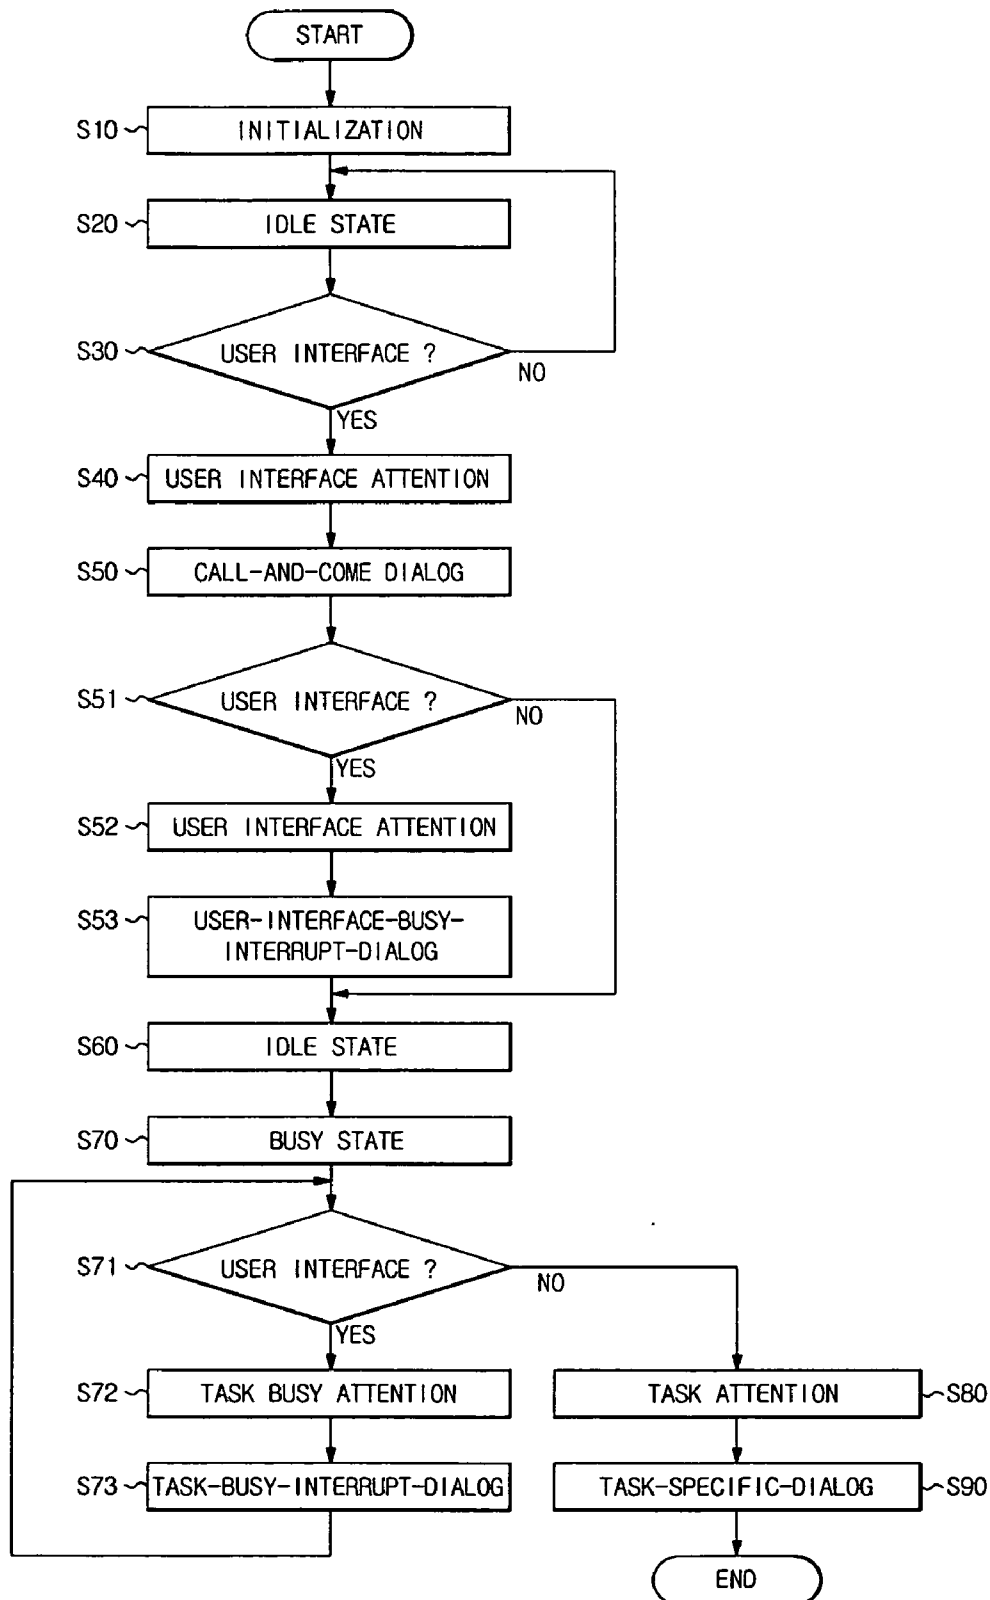 START
S10
INITIALIZATION
S20
IDLE STATE
S30
USER INTERFACE ?
NO
YES
S40
USER INTERFACE ATTENTION
S50
CALL-AND-COME DIALOG
S51
USER INTERFACE ?
NO
YES
S52
USER INTERFACE ATTENTION
S53
USER-INTERFACE-BUSY-
INTERRUPT-DIALOG
S60
IDLE STATE
S70
BUSY STATE
S71
USER INTERFACE ?
NO
YES
S72
TASK BUSY ATTENTION
TASK ATTENTION
S80
S73
TASK-BUSY-INTERRUPT-DIALOG
TASK-SPECIFIC-DIALOG
S90
END